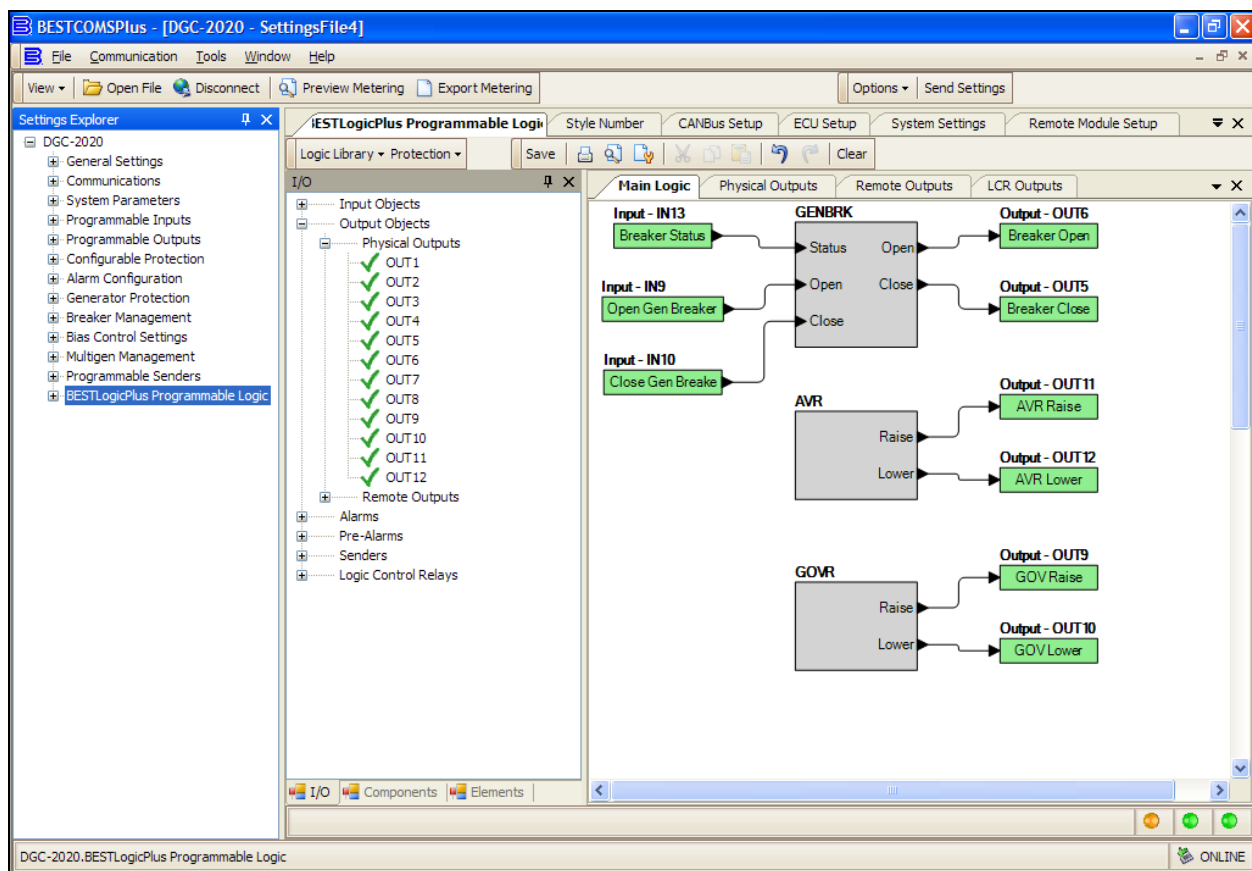 BESTCOMSPlus - [DGC-2020 - SettingsFile4]
File Communication Tools Window Help
View Open File Disconnect Preview Metering Export Metering Options Send Settings
Settings Explorer
DGC-2020
General Settings
Communications
System Parameters
Programmable Inputs
Programmable Outputs
Configurable Protection
Alarm Configuration
Generator Protection
Breaker Management
Bias Control Settings
Multigen Management
Programmable Senders
BESTLogicPlus Programmable Logic
ESTLogicPlus Programmable Logi Style Number CANBus Setup ECU Setup System Settings Remote Module Setup
Logic Library Protection Save Clear
I/O
Input Objects
Output Objects
Physical Outputs
OUT1
OUT2
OUT3
OUT4
OUT5
OUT6
OUT7
OUT8
OUT9
OUT10
OUT11
OUT12
Remote Outputs
Alarms
Pre-Alarms
Senders
Logic Control Relays
I/O Components Elements
Main Logic Physical Outputs Remote Outputs LCR Outputs
Input - IN13 GENBRK Output - OUT6
Breaker Status Status Open Breaker Open
Input - IN9 Output - OUT5
Open Gen Breaker Open Close Breaker Close
Close
Input - IN10
Close Gen Breake
Output - OUT11
AVR AVR Raise
Raise
Output - OUT12
Lower AVR Lower
Output - OUT9
GOVR GOV Raise
Raise
Output - OUT10
Lower GOV Lower
DGC-2020.BESTLogicPlus Programmable Logic ONLINE